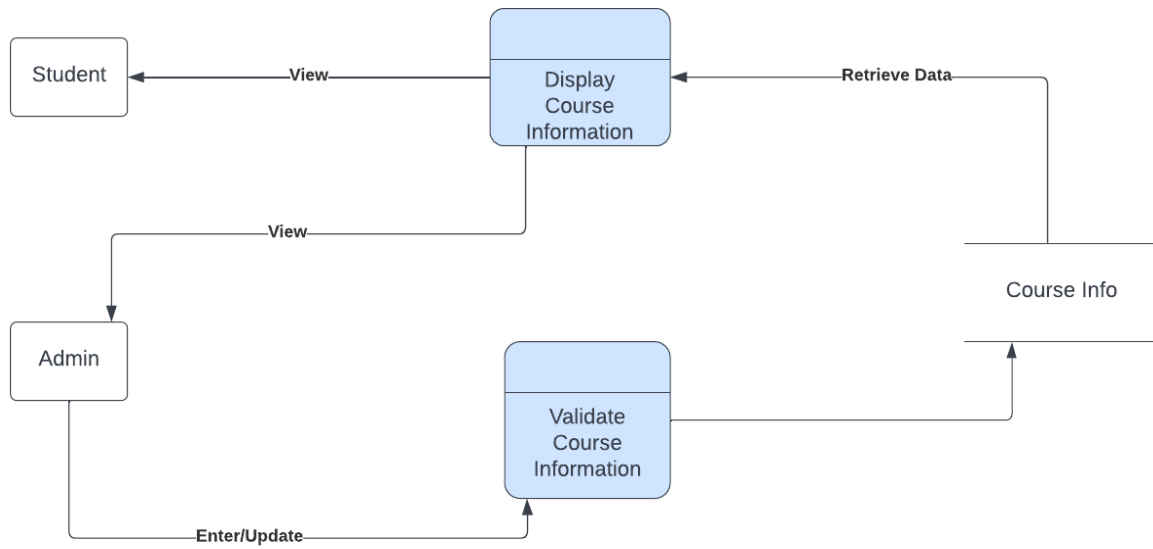 Student
View
Display
Course
Information
Retrieve Data
View
Course Info
Admin
Validate
Course
Information
Enter/Update